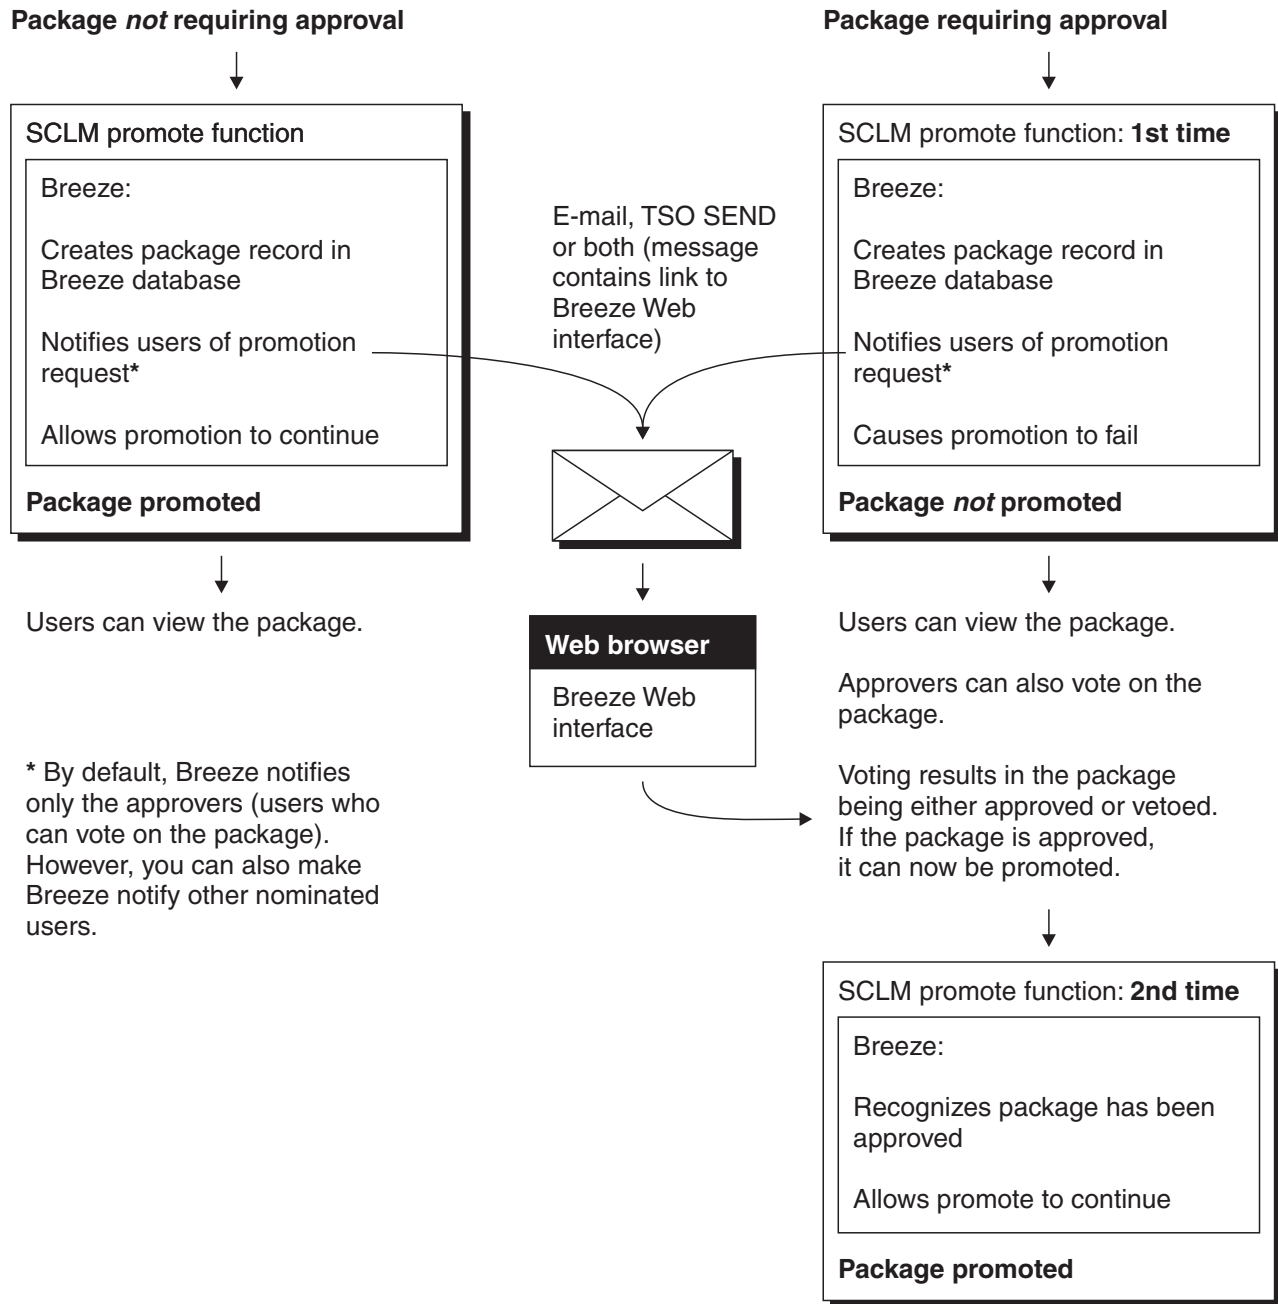 Package not requiring approval
SCLM promote function
Breeze:
Creates package record in
Breeze database
Notifies users of promotion
request*
Allows promotion to continue
Package promoted
Users can view the package.
* By default, Breeze notifies
only the approvers (users who
can vote on the package).
However, you can also make
Breeze notify other nominated
users.
E-mail, TSO SEND
or both (message
contains link to
Breeze Web
interface)
Web browser
Breeze Web
interface
Package requiring approval
SCLM promote function: 1st time
Breeze:
Creates package record in
Breeze database
Notifies users of promotion
request*
Causes promotion to fail
Package not promoted
Users can view the package.
Approvers can also vote on the
package.
Voting results in the package
being either approved or vetoed.
If the package is approved,
it can now be promoted.
SCLM promote function: 2nd time
Breeze:
Recognizes package has been
approved
Allows promote to continue
Package promoted